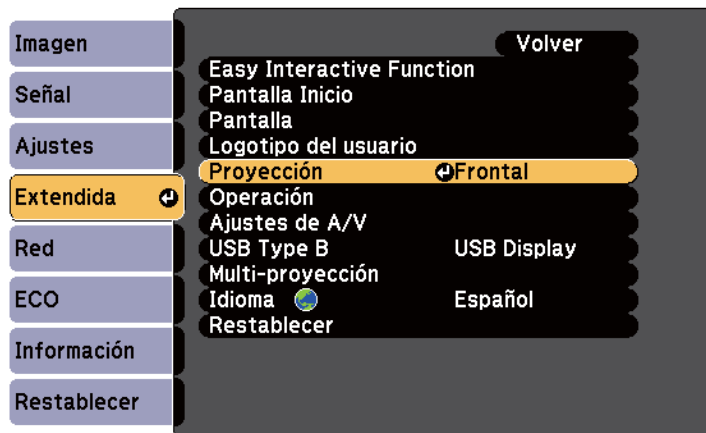 Imagen
Señal
Ajustes
Extendida
Red
ECO
Información
Restablecer
Volver
Easy Interactive Function
Pantalla Inicio
Pantalla
Logotipo del usuario
Proyección Frontal
Operación
Ajustes de A/V
USB Type B USB Display
Multi-proyección
Idioma Español
Restablecer